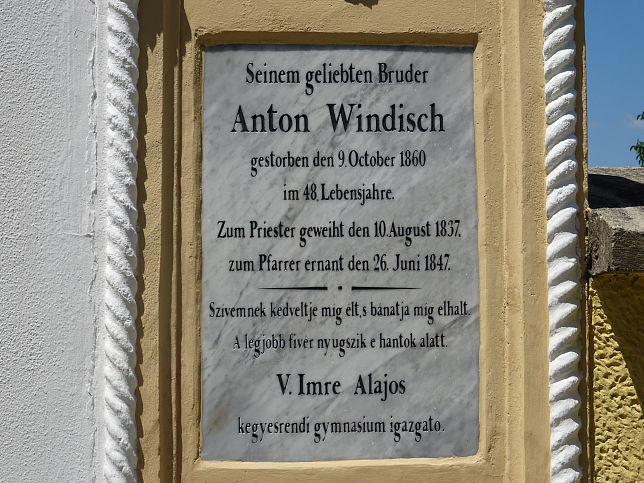 Seinem geliebten Bruder
Anton Windisch
gestorben den 9. October 1860
im 48. Lebensjahre.
Zum Priester geweiht den 10. August 1837.
zum Pfarrer ernant den 26. Juni 1847.
Szivemnek kedveltje mig élt, s bánatja mig elhalt.
A legjobb fivér nyugszik e hantok alatt.
V. Imre Alajos
kegyesrendi gymnasium igazgato.